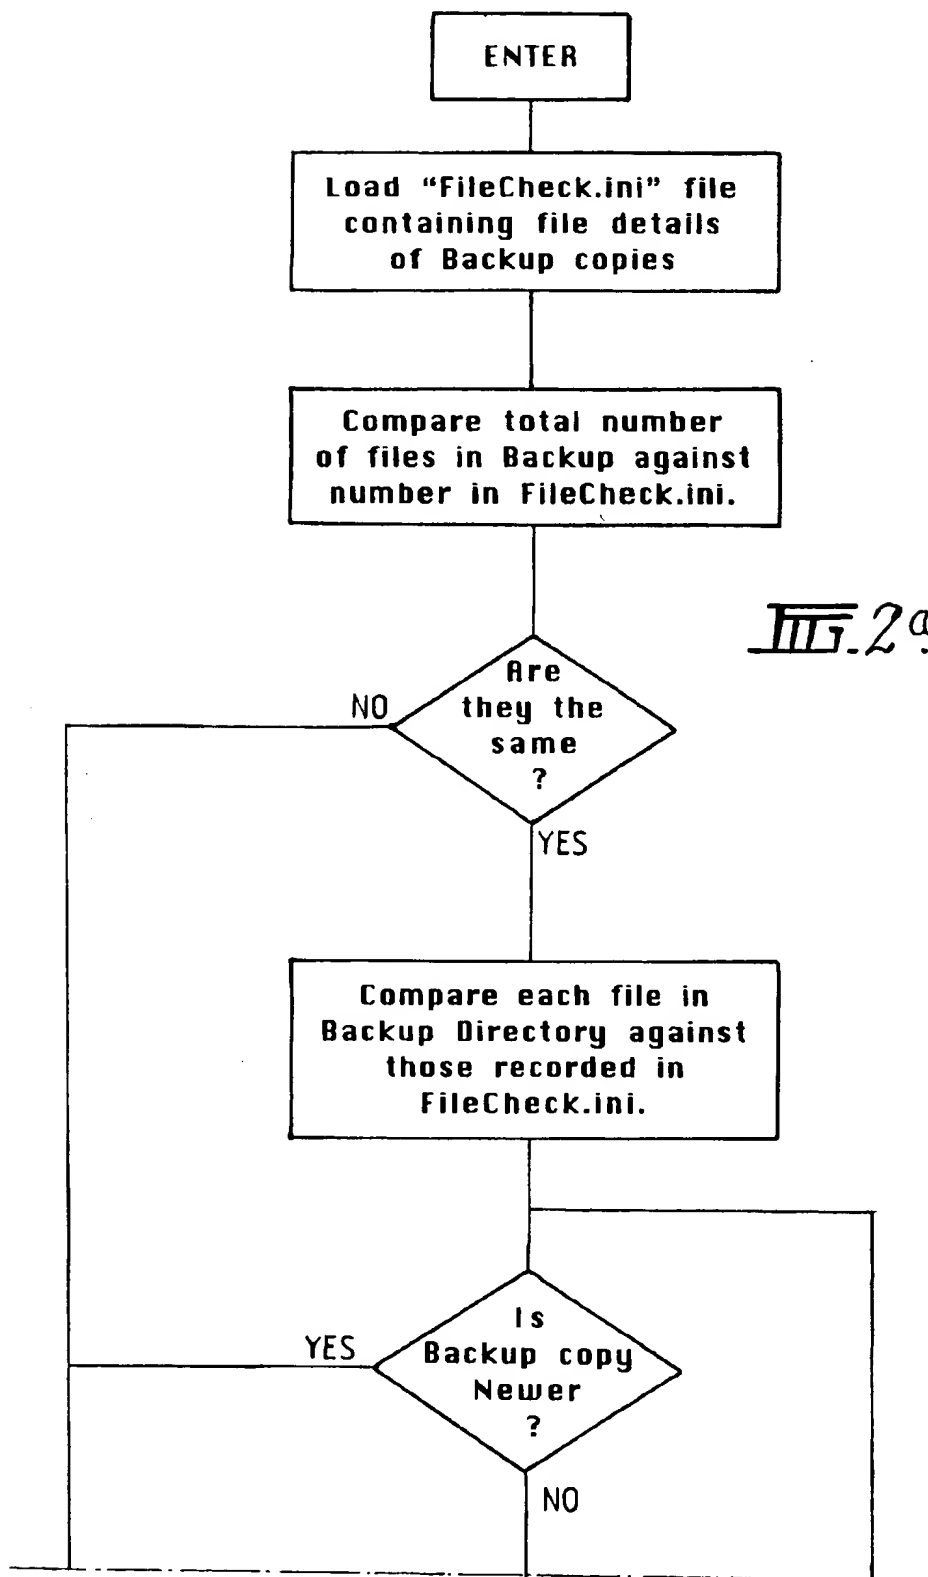 ENTER
Load “FileCheck.ini” file
containing file details
of Backup copies
Compare total number
of files in Backup against
number in FileCheck.ini.
FIG. 2a
Are
they the
same
?
NO
YES
Compare each file in
Backup Directory against
those recorded in
FileCheck.ini.
Is
Backup copy
Newer
?
YES
NO